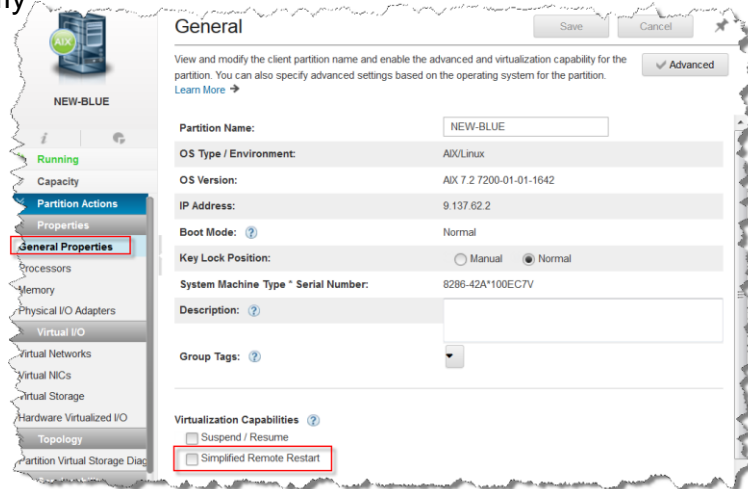 ny
AIX
NEW-BLUE
Running
Capacity
Partition Actions
Properties
General Properties
Processors
Memory
Physical I/O Adapters
Virtual I/O
Virtual Networks
Virtual NICs
Virtual Storage
Hardware Virtualized I/O
Topology
Partition Virtual Storage Diag
General
Save Cancel
View and modify the client partition name and enable the advanced and virtualization capability for the
partition. You can also specify advanced settings based on the operating system for the partition.
Learn More
Advanced
Partition Name: NEW-BLUE
OS Type / Environment: AIX/Linux
OS Version: AIX 7.2 7200-01-01-1642
IP Address: 9.137.62.2
Boot Mode: ? Normal
Key Lock Position: Manual Normal
System Machine Type * Serial Number: 8286-42A*100EC7V
Description: ?
Group Tags: ?
Virtualization Capabilities ?
Suspend / Resume
Simplified Remote Restart